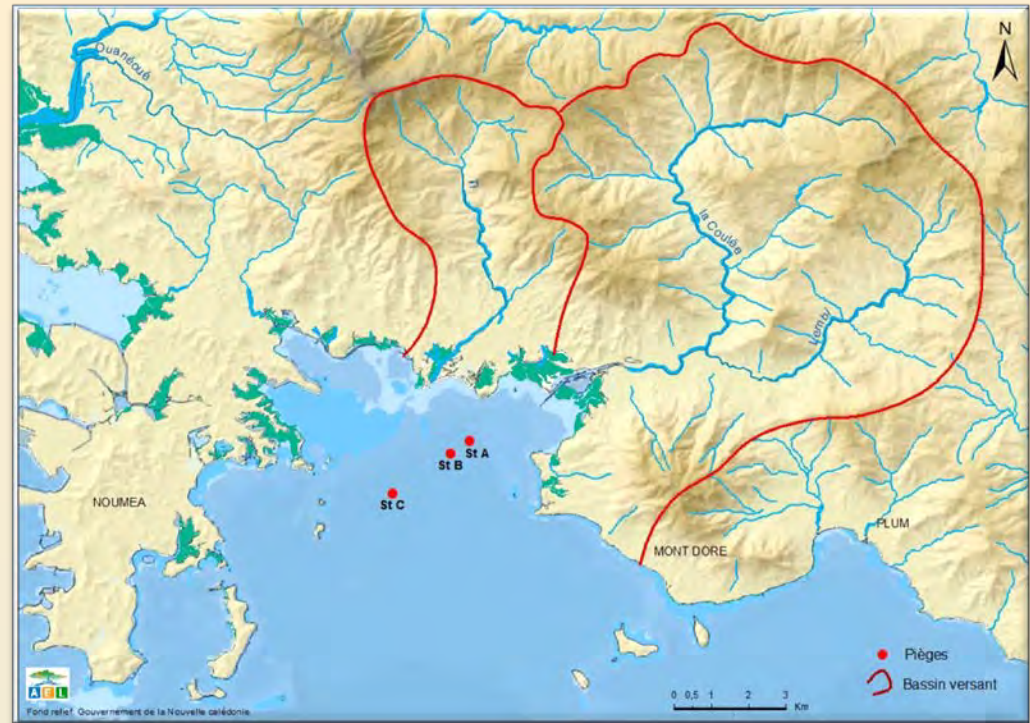 N
Ouanéoué
la Coulée
Lembi
St A
St B
St C
NOUMEA
MONT DORE
PLUM
Pièges
Bassin versant
0 0,5 1 2 3
Km
AEL
Fond relief Gouvernement de la Nouvelle calédonie